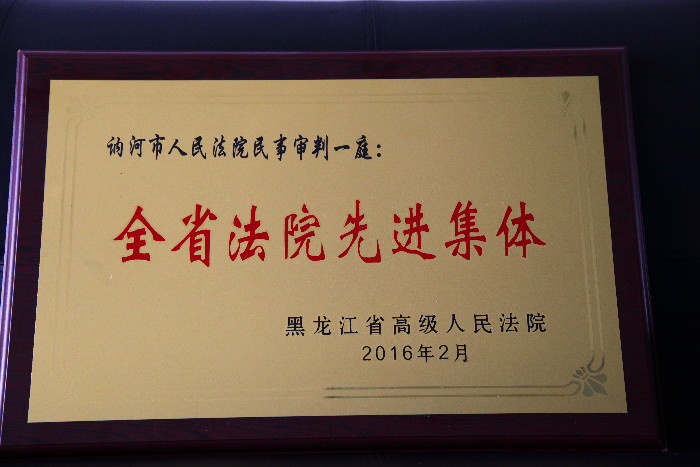 讷河市人民法院民事审判一庭：
全省法院先进集体
黑龙江省高级人民法院
2016年2月